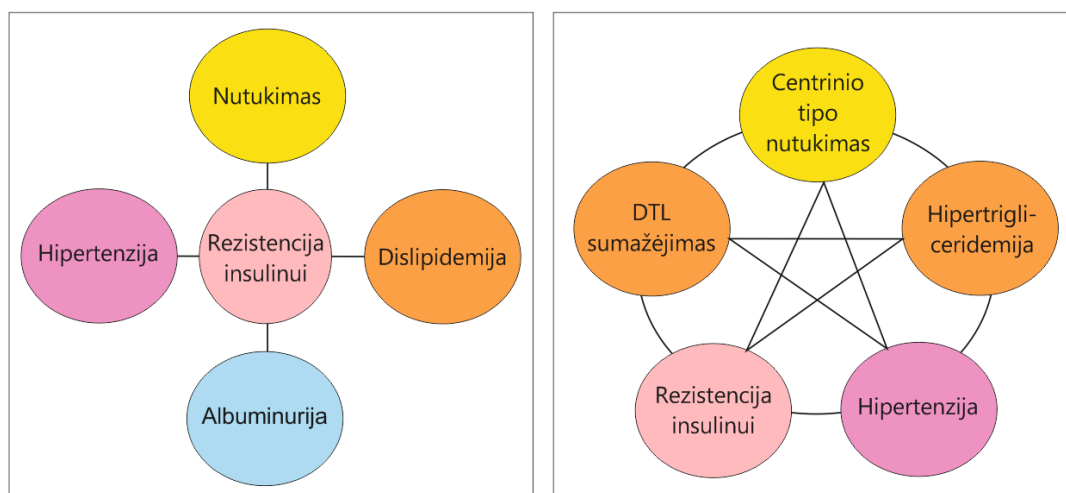 Nutukimas
Hipertenzija
Rezistencija
insulinui
Dislipidemija
Albuminurija
Centrinio
tipo
nutukimas
DTL
sumažėjimas
Hipertrigli-
ceridemija
Rezistencija
insulinui
Hipertenzija